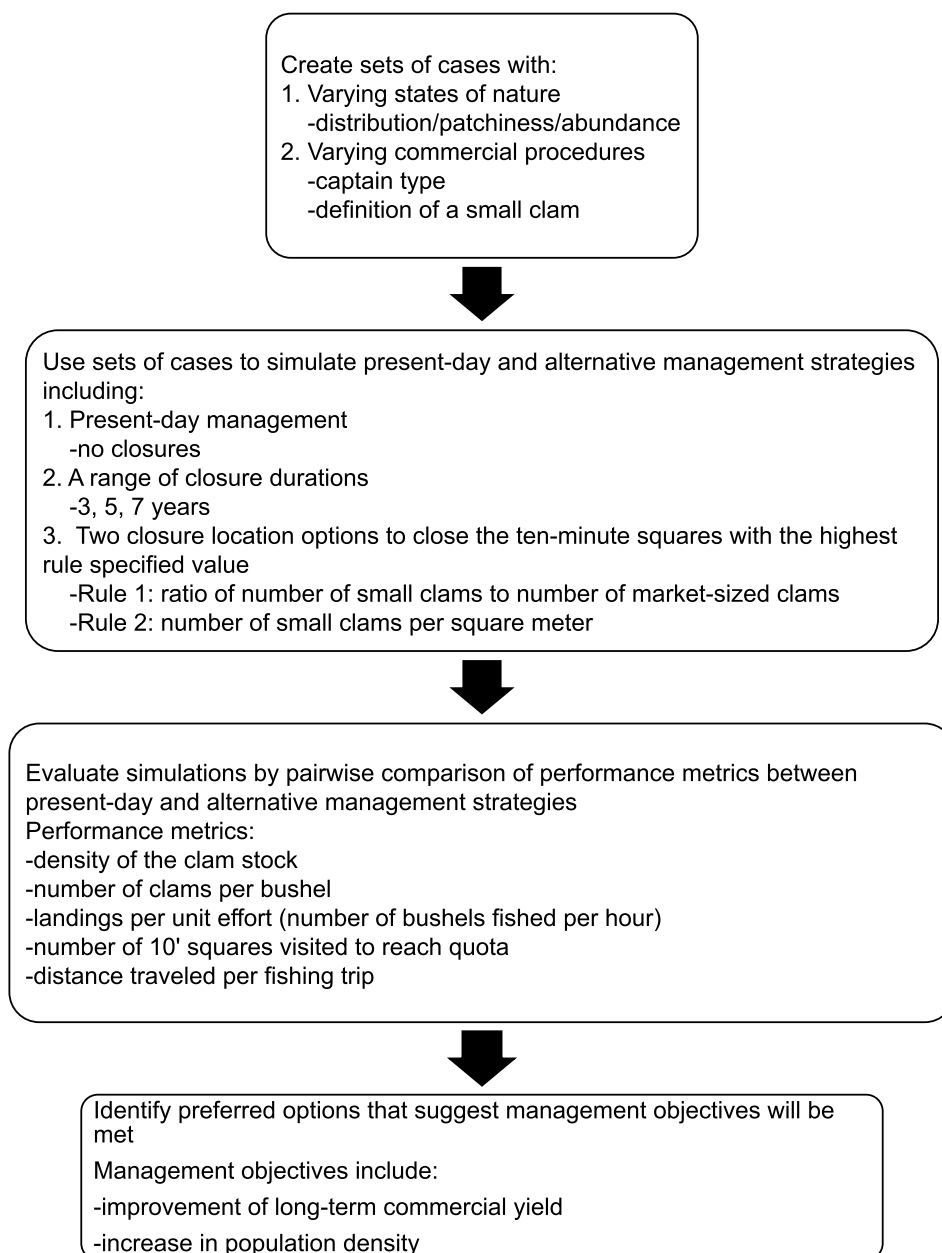 Create sets of cases with:
1. Varying states of nature
-distribution/patchiness/abundance
2. Varying commercial procedures
-captain type
-definition of a small clam
Use sets of cases to simulate present-day and alternative management strategies
including:
1. Present-day management
-no closures
2. A range of closure durations
-3, 5, 7 years
3.  Two closure location options to close the ten-minute squares with the highest
rule specified value
-Rule 1: ratio of number of small clams to number of market-sized clams
-Rule 2: number of small clams per square meter
Evaluate simulations by pairwise comparison of performance metrics between
present-day and alternative management strategies
Performance metrics:
-density of the clam stock
-number of clams per bushel
-landings per unit effort (number of bushels fished per hour)
-number of 10' squares visited to reach quota
-distance traveled per fishing trip
Identify preferred options that suggest management objectives will be
met
Management objectives include:
-improvement of long-term commercial yield
-increase in population density